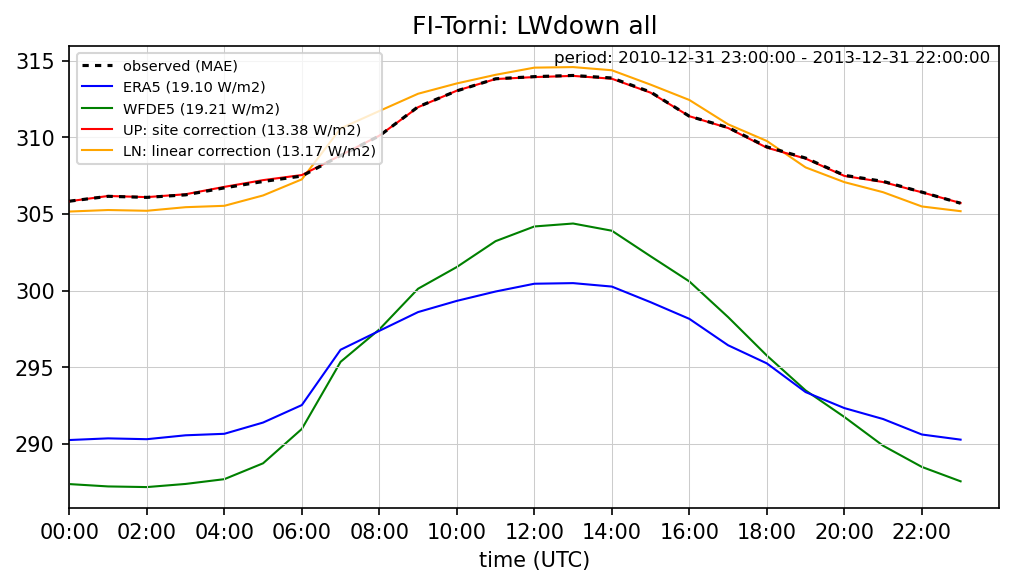 FI-Torni: LWdown all
period: 2010-12-31 23:00:00 - 2013-12-31 22:00:00
observed (MAE)
ERA5 (19.10 W/m2)
WFDE5 (19.21 W/m2)
UP: site correction (13.38 W/m2)
LN: linear correction (13.17 W/m2)
315
310
305
300
295
290
00:00 02:00 04:00 06:00 08:00 10:00 12:00 14:00 16:00 18:00 20:00 22:00
time (UTC)